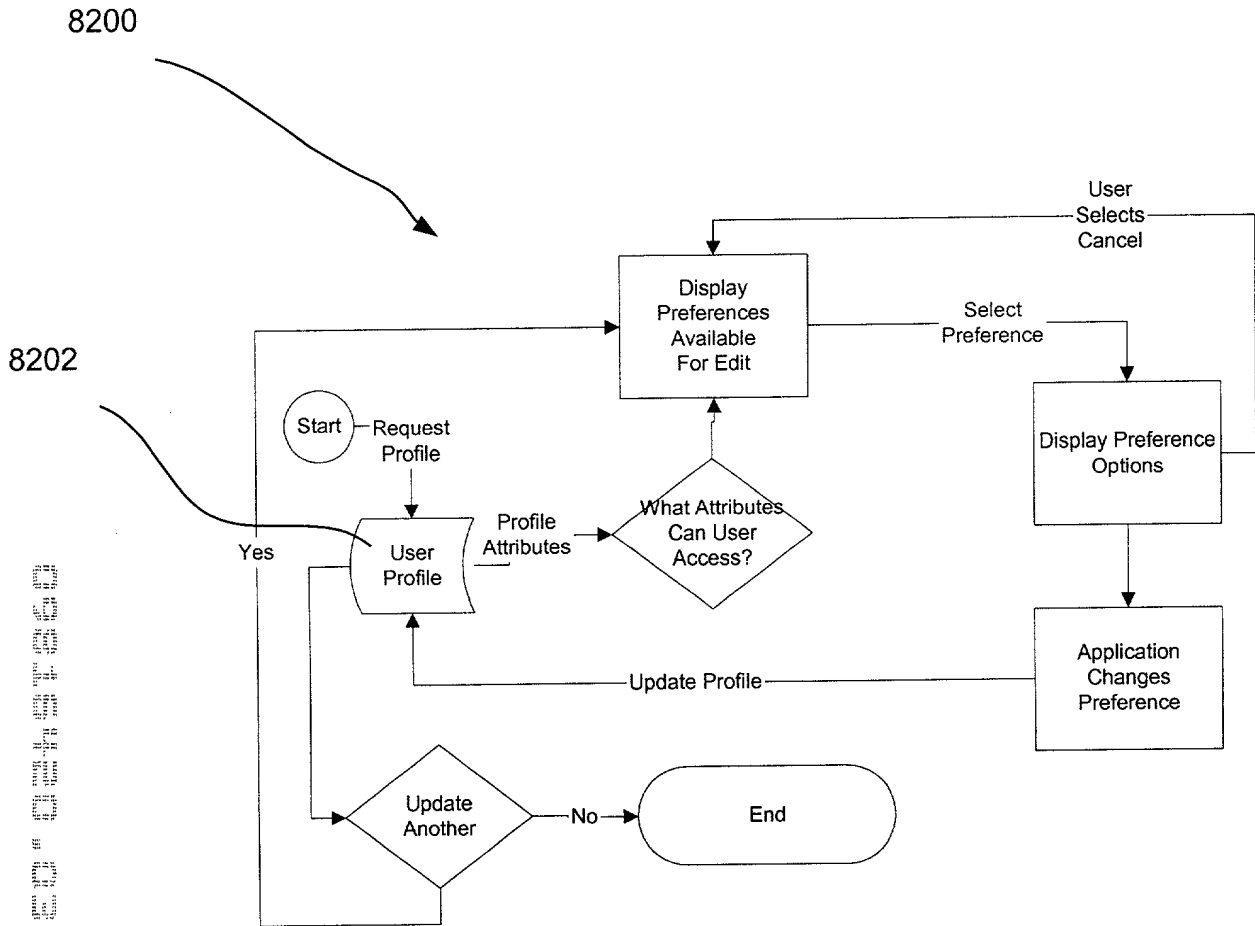 8200
User
Selects
Cancel
Display
Preferences
Available
For Edit
Select
Preference
8202
Start
Request
Profile
Display Preference
Options
What Attributes
Can User
Access?
Profile
Attributes
User
Profile
Yes
Application
Changes
Preference
Update Profile
Update
Another
No
End